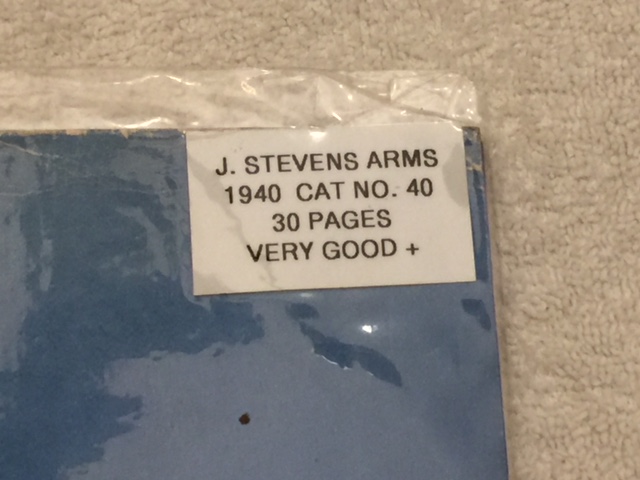 J. STEVENS ARMS
1940 CAT NO. 40
30 PAGES
VERY GOOD +